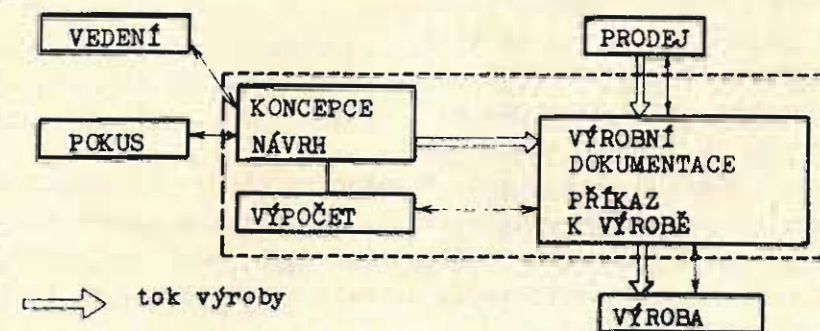 VEDENÍ
PRODEJ
KONCEPCE
NÁVRH
POKUS
VÝROBNÍ
DOKUMENTACE
PŘÍKAZ
K VÝROBĚ
VÝPOČET
tok výroby
VÝROBA